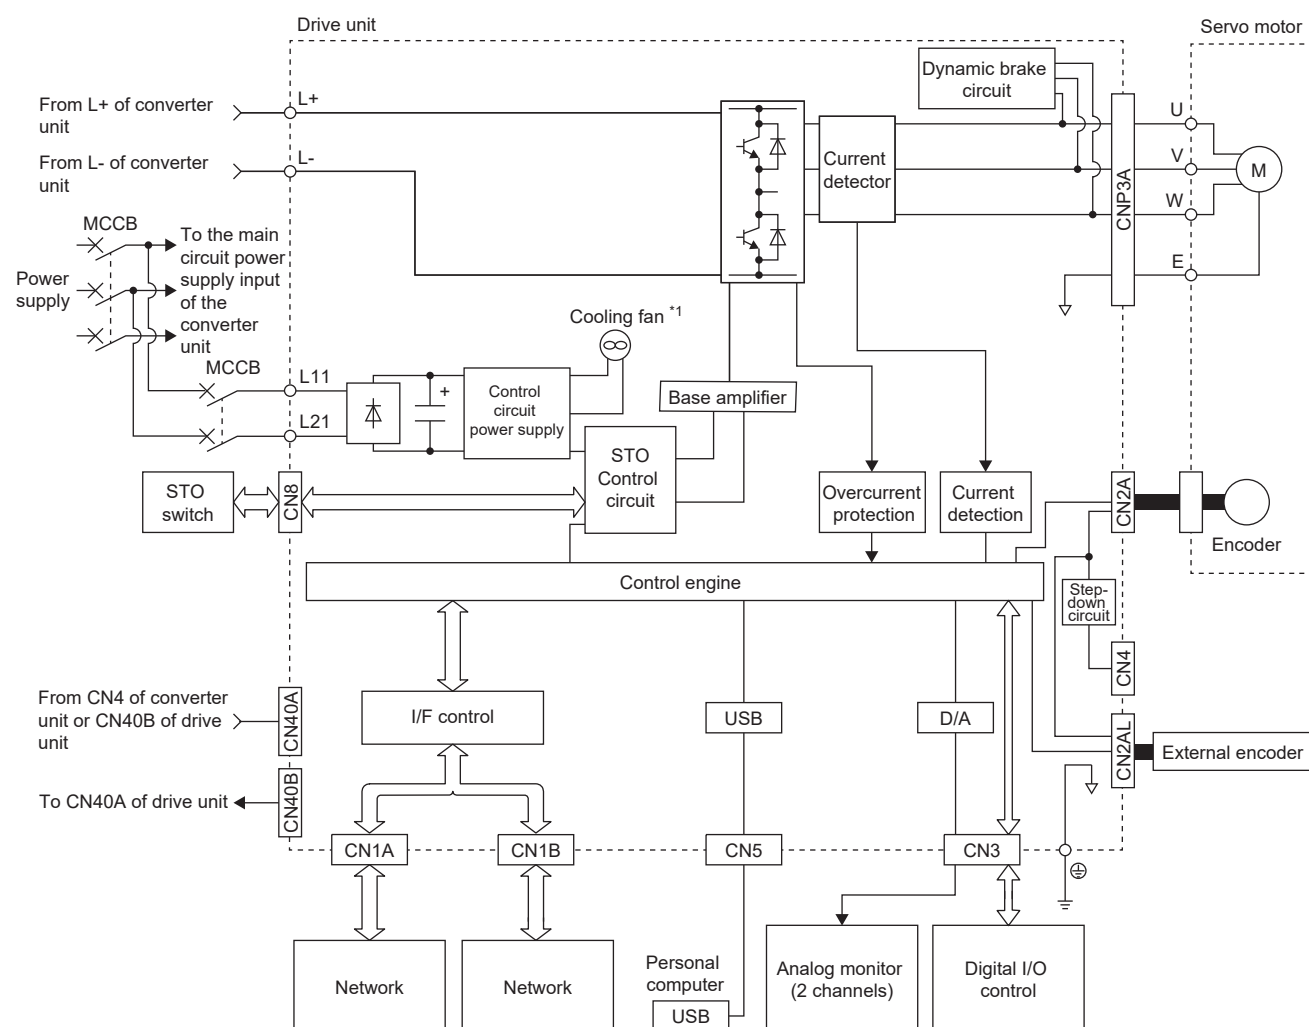 Drive unit
Servo motor
Dynamic brake
circuit
From L+ of converter
unit
L+
U
From L- of converter
unit
L-
Current
detector
V
M
W
CNP3A
MCCB
To the main
circuit power
supply input
of the
converter
unit
Power
supply
E
Cooling fan *1
MCCB
L11
+
Control
circuit
power supply
Base amplifier
L21
STO
Control
circuit
STO
switch
CN8
Overcurrent
protection
Current
detection
CN2A
Encoder
Control engine
Step-
down
circuit
CN4
From CN4 of converter
unit or CN40B of drive
unit
CN40A
I/F control
USB
D/A
CN2AL
External encoder
To CN40A of drive unit
CN40B
CN1A
CN1B
CN5
CN3
Network
Network
Personal
computer
USB
Analog monitor
(2 channels)
Digital I/O
control